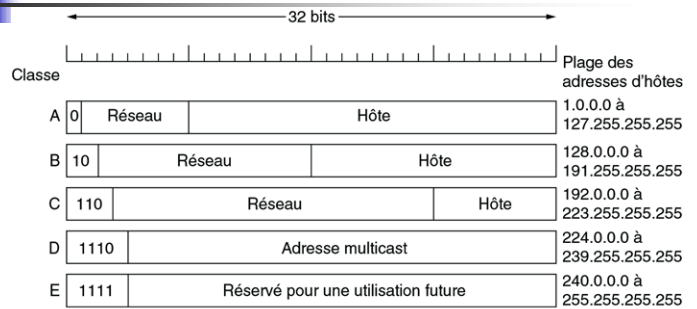 32 bits
Classe
Plage des
adresses d'hôtes
A 0 Réseau Hôte 1.0.0.0 à
127.255.255.255
B 10 Réseau Hôte 128.0.0.0 à
191.255.255.255
C 110 Réseau Hôte 192.0.0.0 à
223.255.255.255
D 1110 Adresse multicast 224.0.0.0 à
239.255.255.255
E 1111 Réservé pour une utilisation future 240.0.0.0 à
255.255.255.255